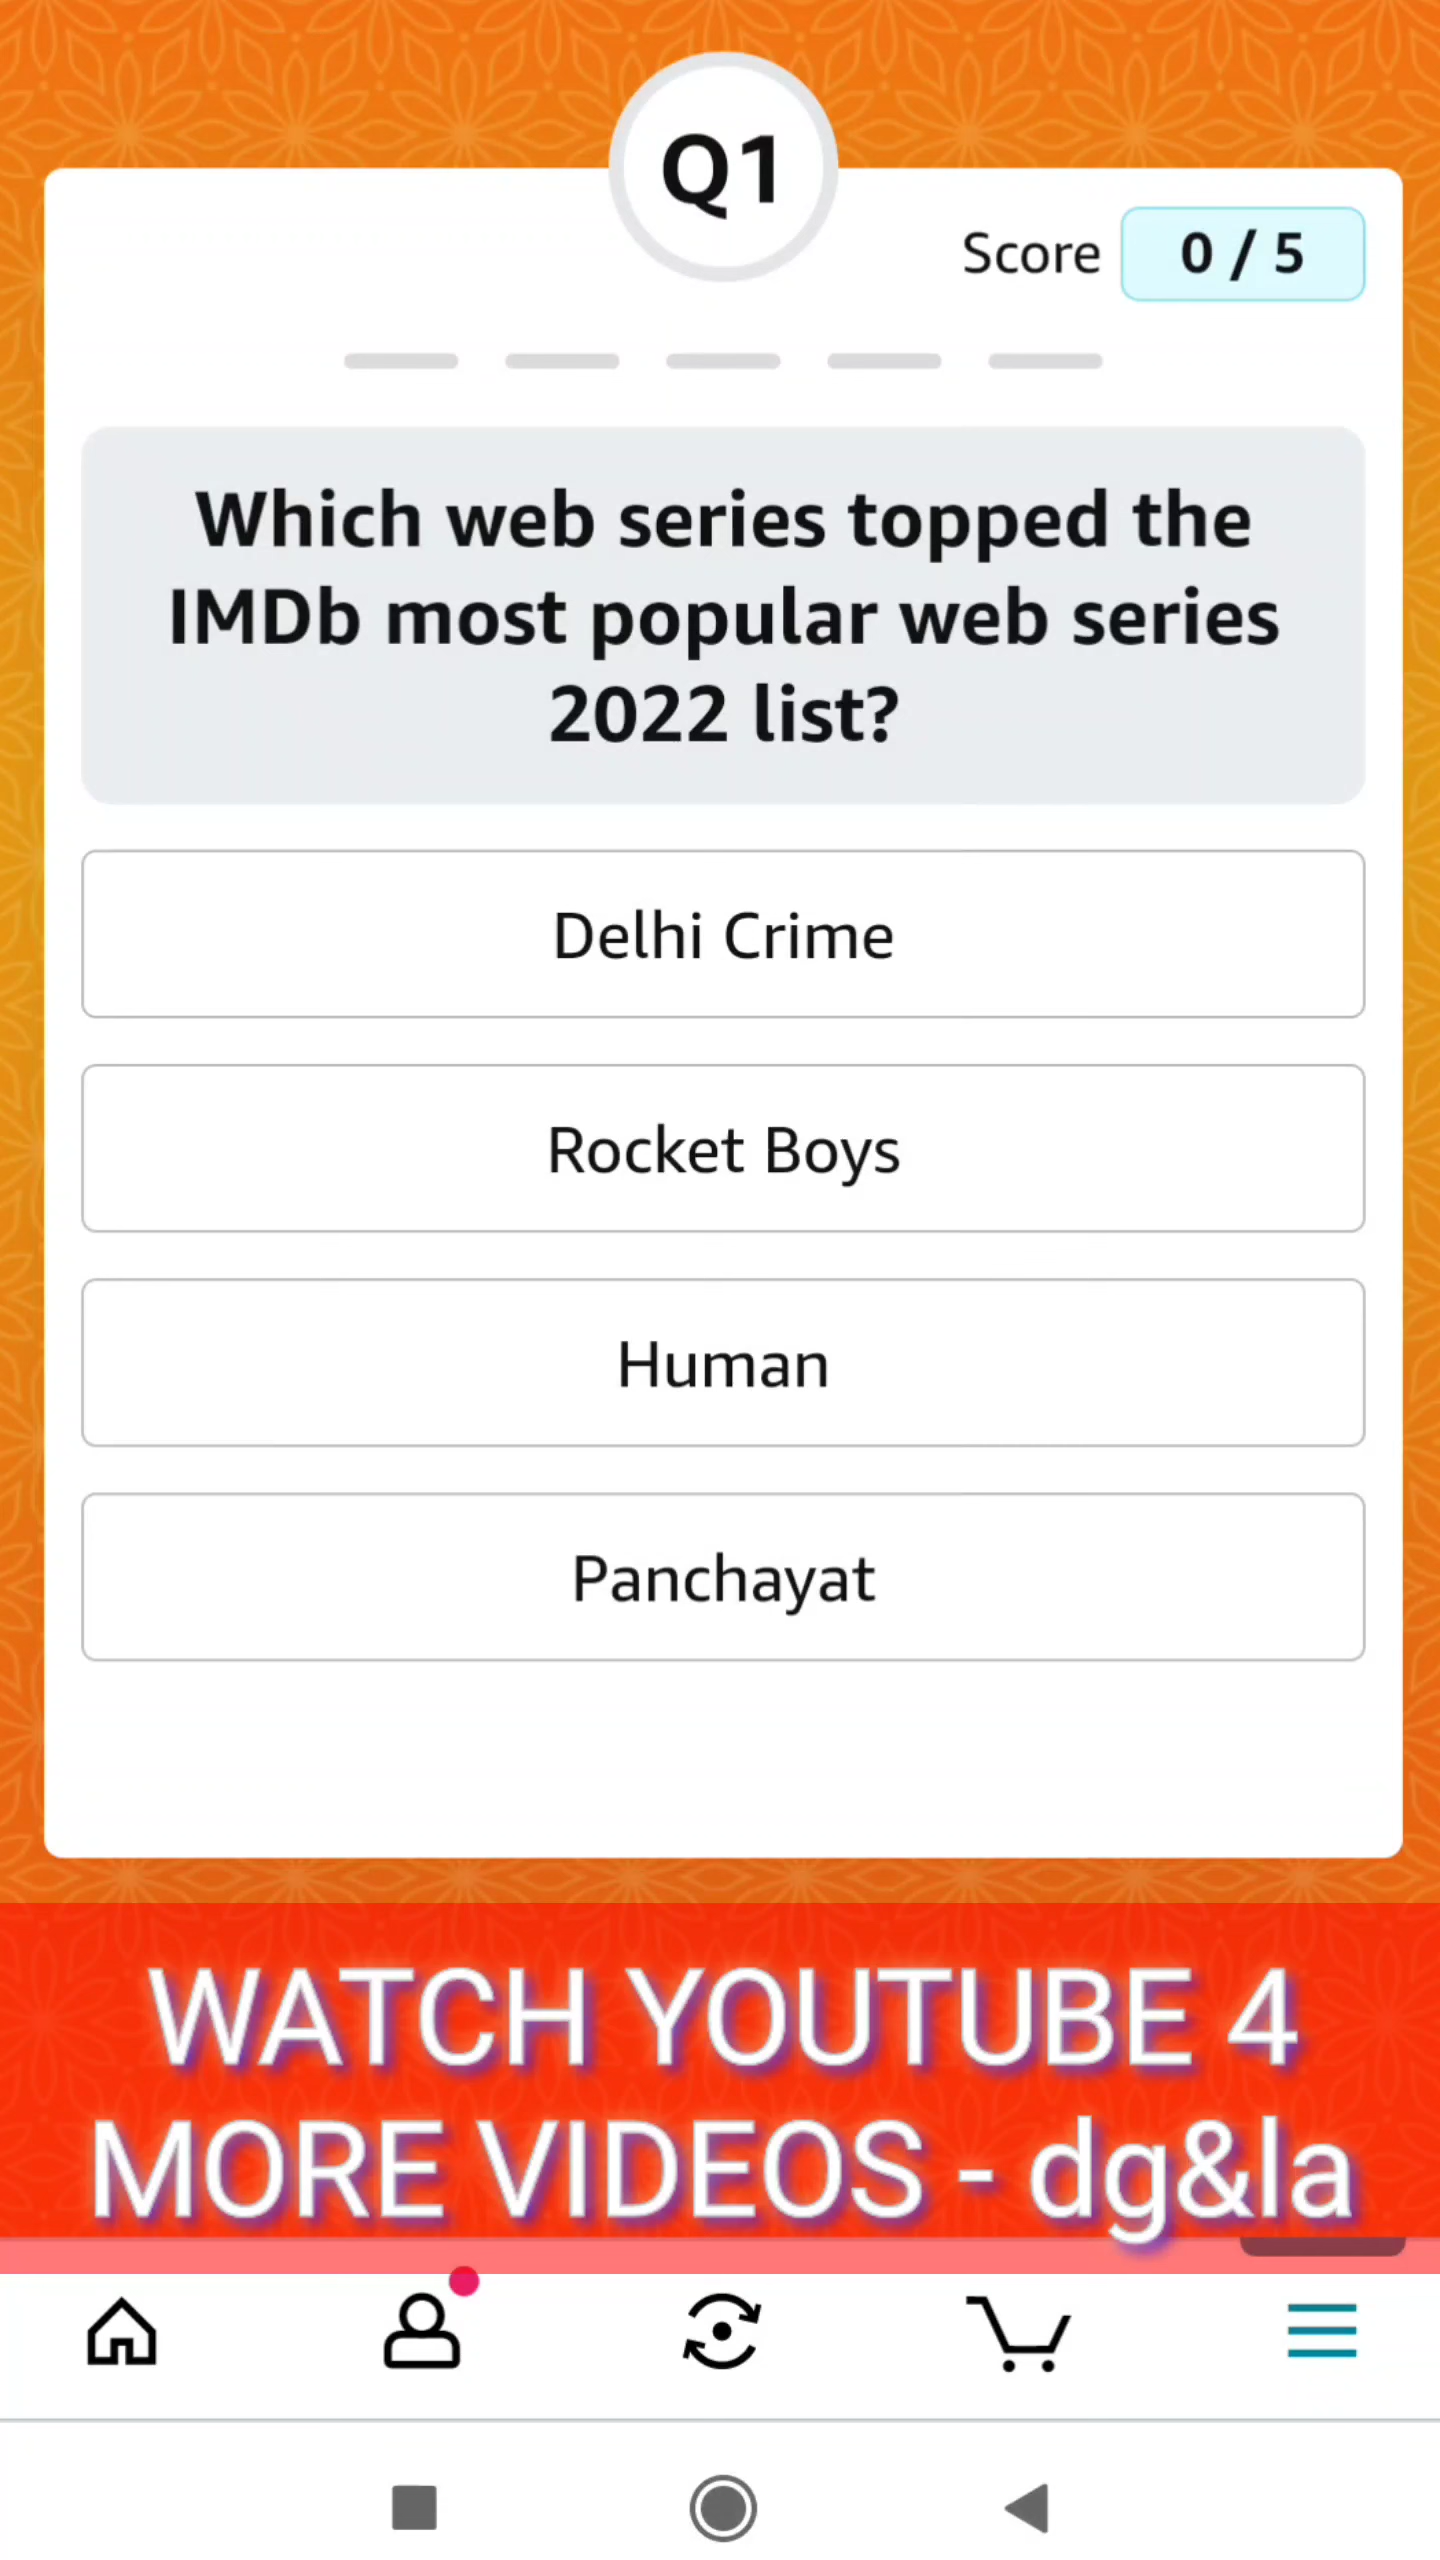 Q1
Score 0 / 5
Which web series topped the
IMDb most popular web series
2022 list?
Delhi Crime
Rocket Boys
Human
Panchayat
WATCH YOUTUBE 4
MORE VIDEOS - dg&la